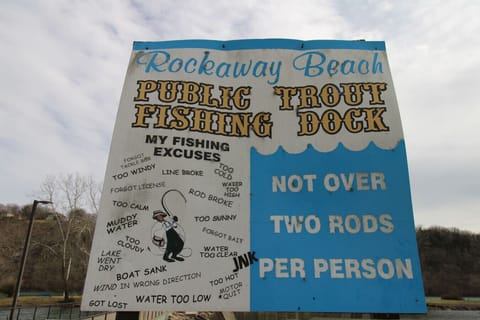 Rockaway Beach
PUBLIC TROUT
FISHING DOCK
MY FISHING
EXCUSES
FORGOT
TACKLE BOX
TOO WINDY
LINE BROKE
TOO
COLD
FORGOT LICENSE
ROD BROKE
WATER
TOO
HIGH
TOO CALM
MUDDY
WATER
TOO SUNNY
TOO
CLOUDY
FORGOT BAIT
LAKE
WENT
DRY
WATER
TOO CLEAR
JNK
BOAT SANK
WIND IN WRONG DIRECTION
TOO HOT
MOTOR
QUIT
GOT LOST
WATER TOO LOW
NOT OVER
TWO RODS
PER PERSON